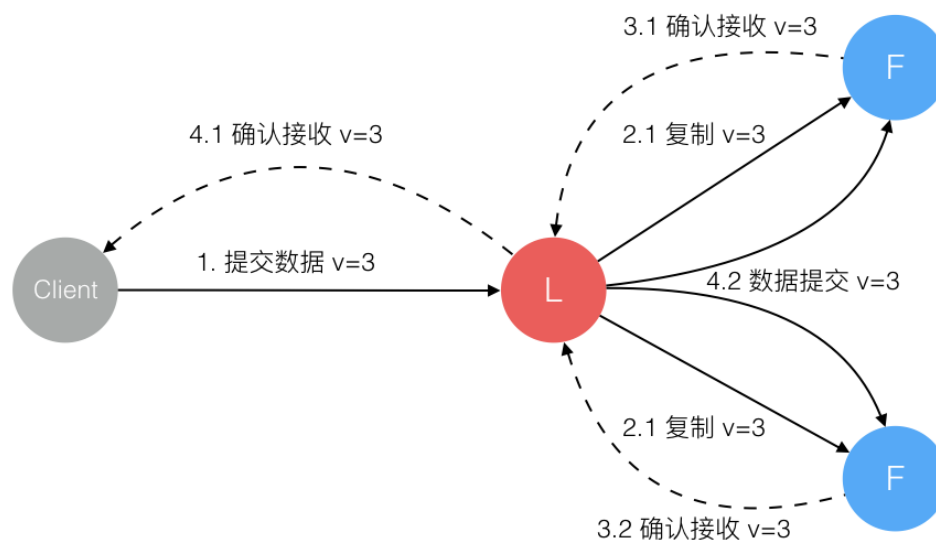 3.1 确认接收 v=3
F
4.1 确认接收 v=3
2.1 复制 v=3
1. 提交数据 v=3
Client
L
4.2 数据提交 v=3
2.1 复制 v=3
F
3.2 确认接收 v=3